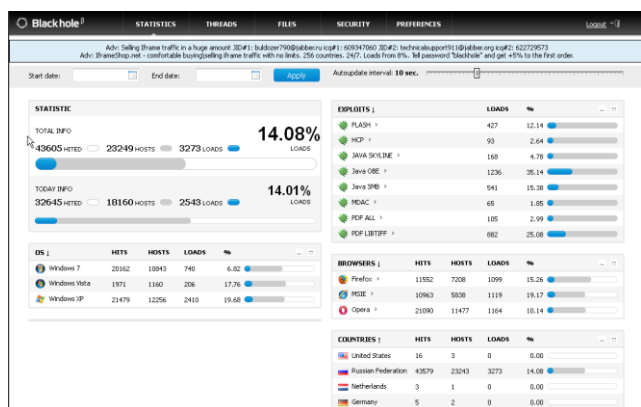 Blackhole β STATISTICS THREADS FILES SECURITY PREFERENCES Logout
Adv: Selling Iframe traffic in a huge amount JID#1: buldozer790@jabber.ru icq#1: 609347060 JID#2: technicalsupport911@jabber.org icq#2: 622729573
Adv: IframeShop.net - comfortable buying|selling iframe traffic with no limits. 256 countries. 24/7. Loads from 8%. Tell password "blackhole" and get +5% to the first order.
Start date: End date: Apply Autoupdate interval: 10 sec.
STATISTIC
TOTAL INFO
14.08%
43605 HITED 23249 HOSTS 3273 LOADS LOADS
TODAY INFO
14.01%
32645 HITED 18160 HOSTS 2543 LOADS LOADS
OS HITS HOSTS LOADS %
Windows 7 20162 10843 740 6.82
Windows Vista 1971 1160 206 17.76
Windows XP 21479 12256 2410 19.68
EXPLOITS LOADS %
FLASH > 427 12.14
HCP > 93 2.64
JAVA SKYLINE > 168 4.78
Java OBE > 1236 35.14
Java SMB > 541 15.38
MDAC > 65 1.85
PDF ALL > 105 2.99
PDF LIBTIFF > 882 25.08
BROWSERS HITS HOSTS LOADS %
Firefox > 11552 7208 1099 15.26
MSIE > 10963 5838 1119 19.17
Opera > 21090 11477 1164 10.14
COUNTRIES HITS HOSTS LOADS %
United States 16 3 0 0.00
Russian Federation 43579 23243 3273 14.08
Netherlands 3 1 0 0.00
Germany 5 2 0 0.00